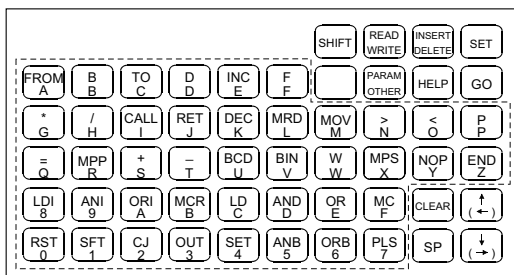 SHIFT READ WRITE INSERT DELETE SET
FROM A B B TO C D D INC E F F PARAM OTHER HELP GO
* G / H CALL I RET J DEC K MRD L MOV M > N < O P P
= Q MPP R + S – T BCD U BIN V W W MPS X NOP Y END Z
LDI 8 ANI 9 ORI A MCR B LD C AND D OR E MC F CLEAR ↑ (←)
RST 0 SFT 1 CJ 2 OUT 3 SET 4 ANB 5 ORB 6 PLS 7 SP ↓ (→)